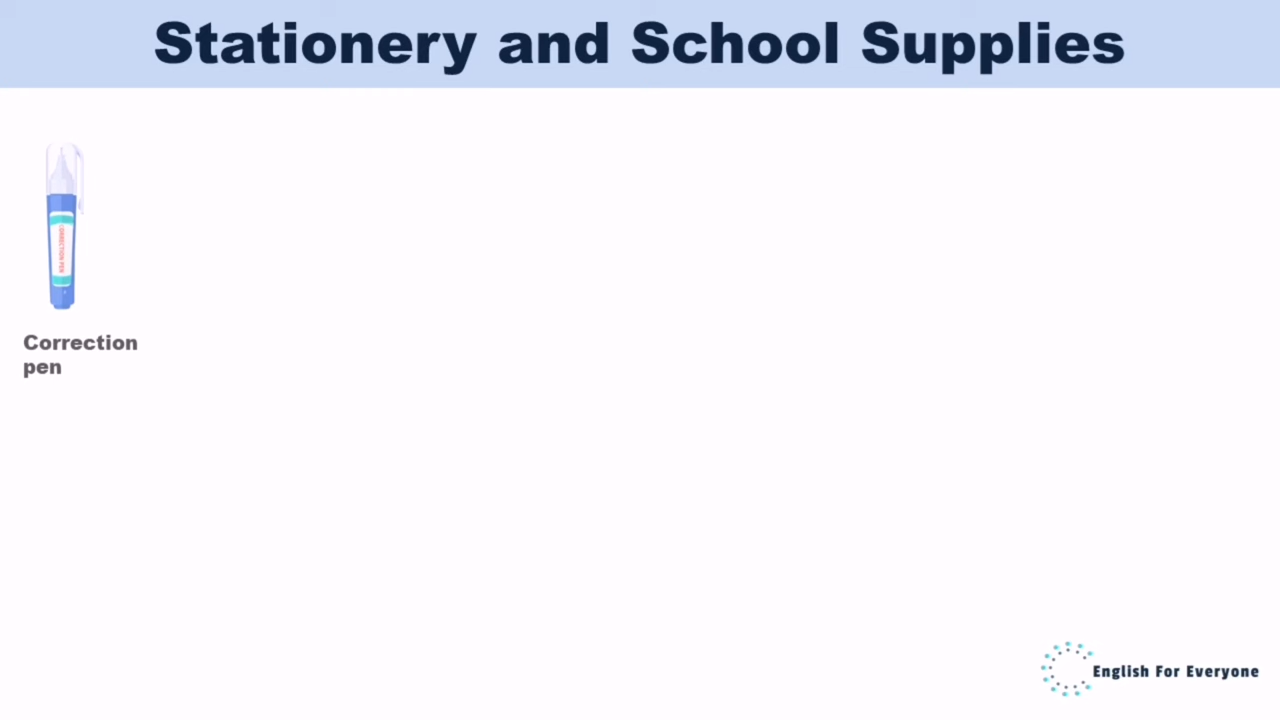 Stationery and School Supplies
CORRECTION PEN
Correction
pen
English For Everyone